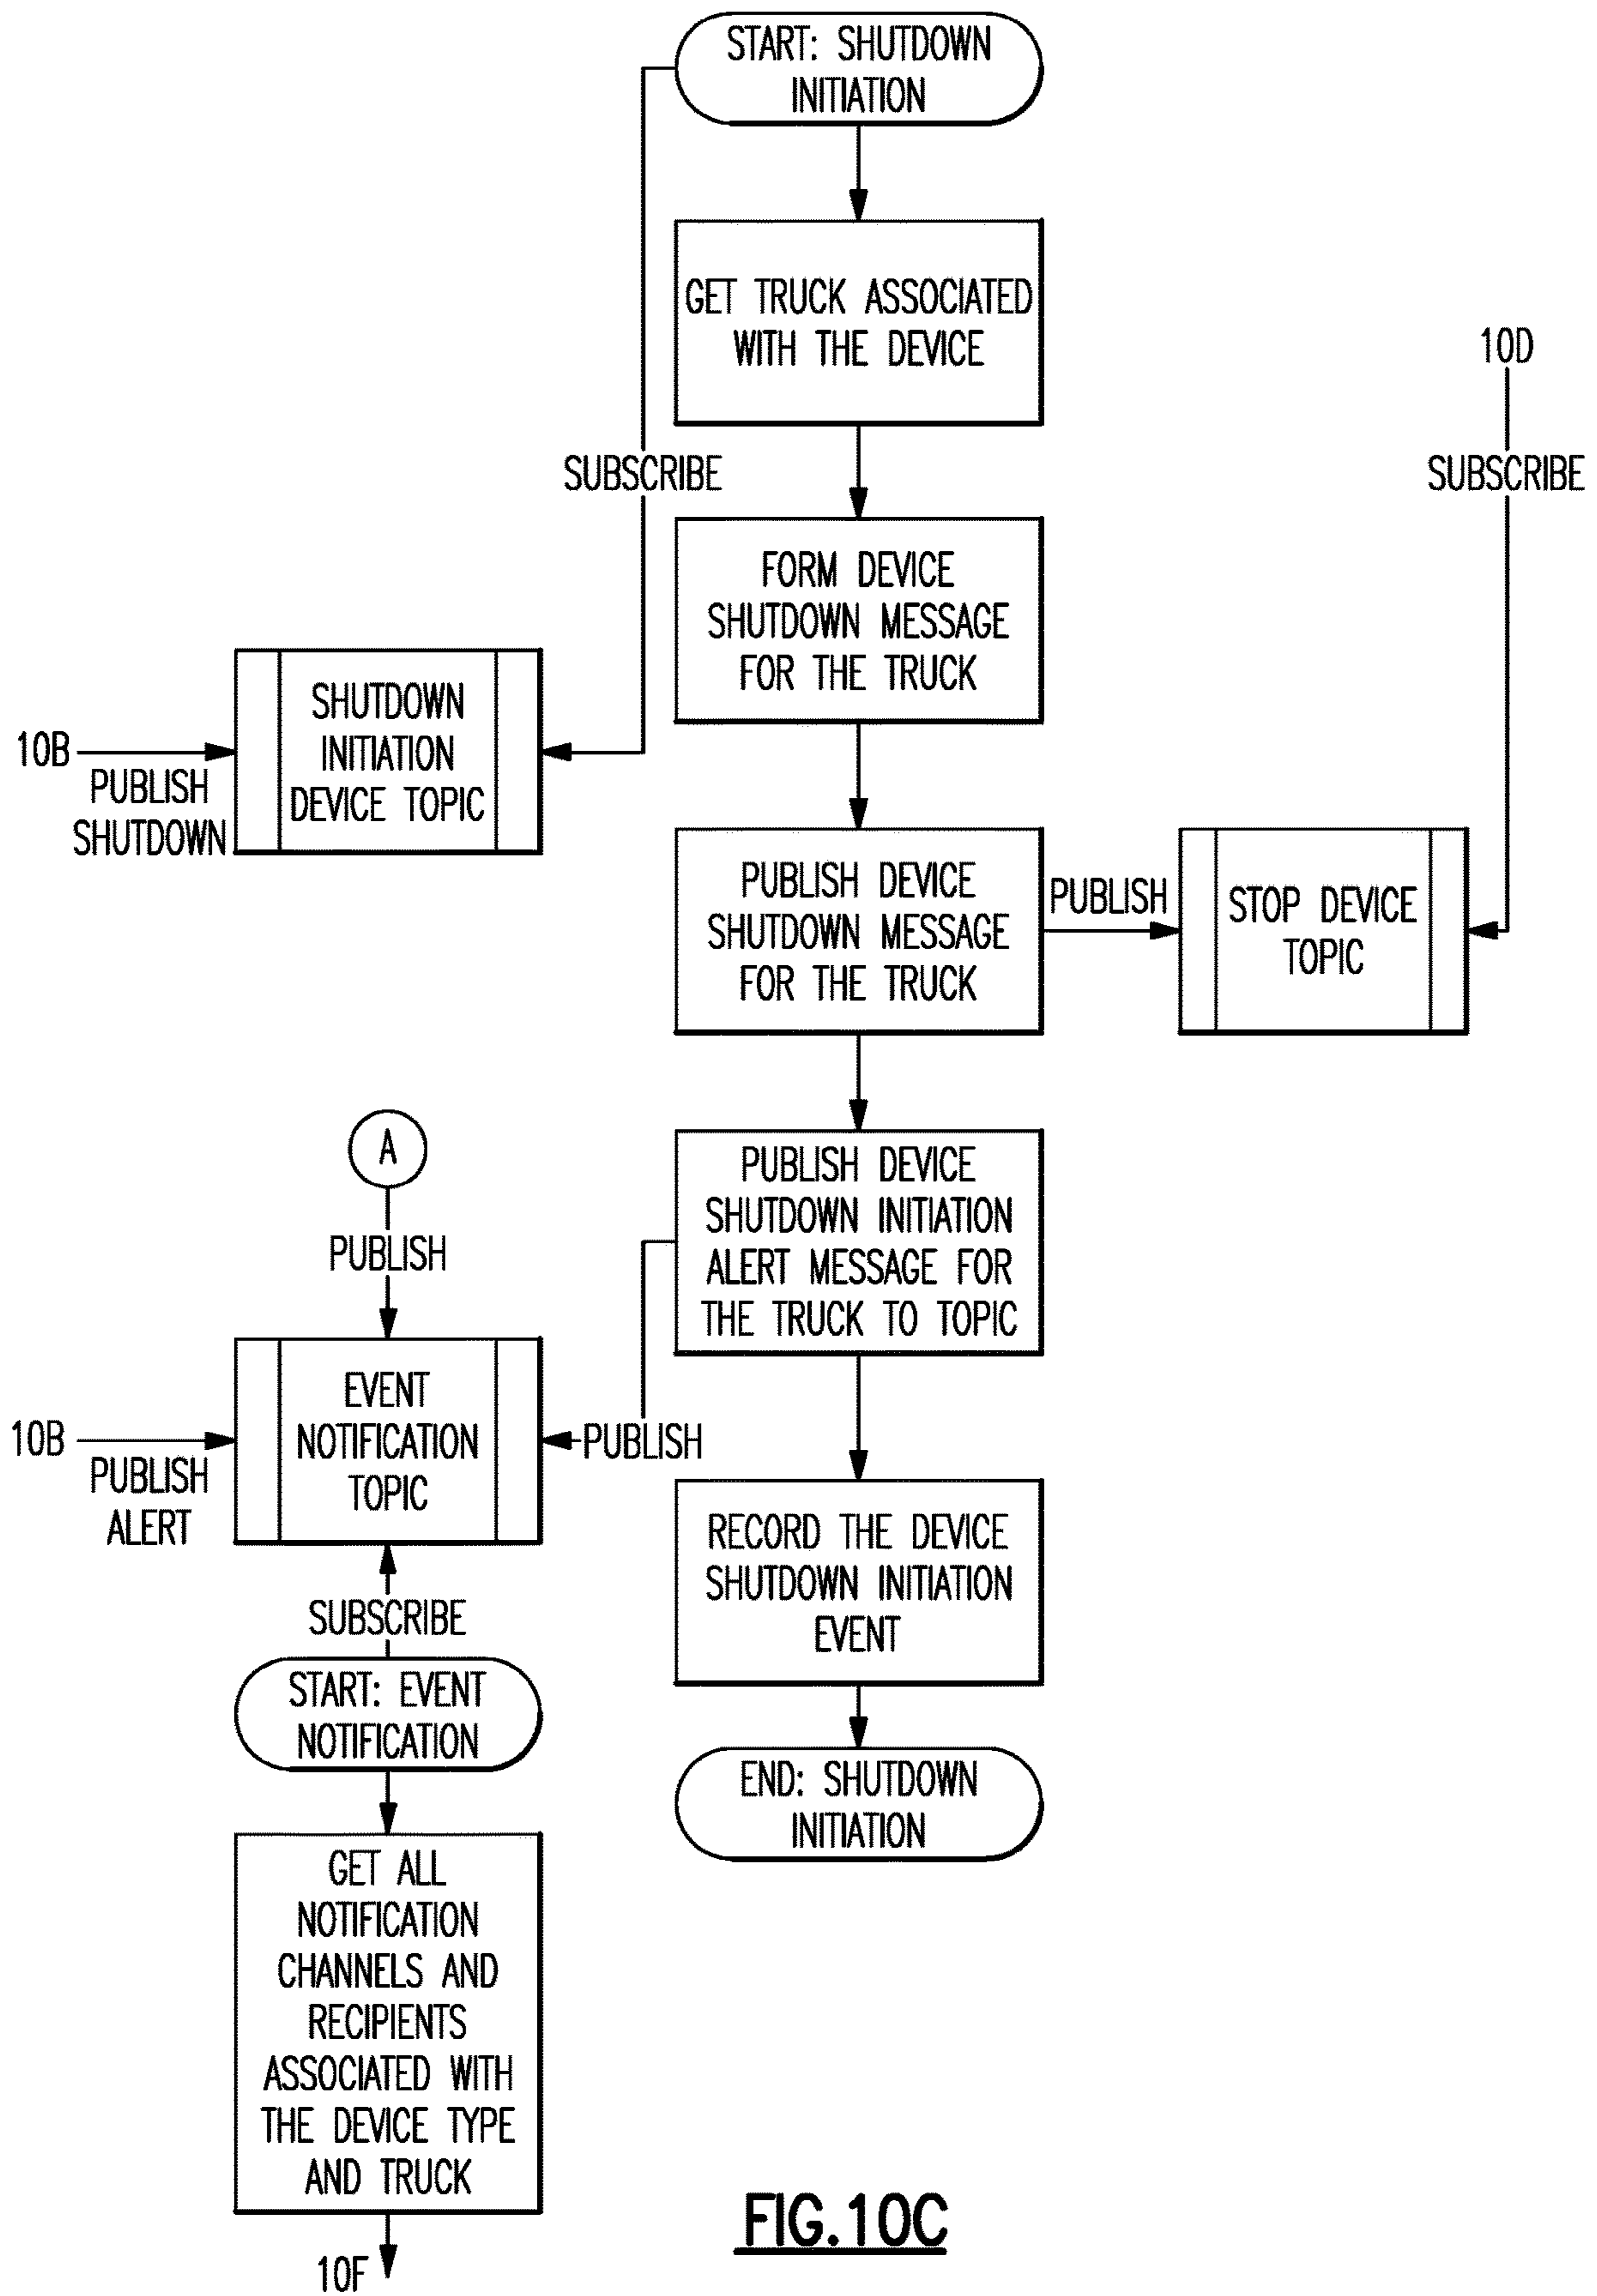 START: SHUTDOWN
INITIATION
GET TRUCK ASSOCIATED
WITH THE DEVICE
10D
SUBSCRIBE
SUBSCRIBE
FORM DEVICE
SHUTDOWN MESSAGE
FOR THE TRUCK
SHUTDOWN
INITIATION
DEVICE TOPIC
10B
PUBLISH
SHUTDOWN
PUBLISH DEVICE
SHUTDOWN MESSAGE
FOR THE TRUCK
PUBLISH
STOP DEVICE
TOPIC
A
PUBLISH
PUBLISH DEVICE
SHUTDOWN INITIATION
ALERT MESSAGE FOR
THE TRUCK TO TOPIC
EVENT
NOTIFICATION
TOPIC
10B
PUBLISH
ALERT
PUBLISH
RECORD THE DEVICE
SHUTDOWN INITIATION
EVENT
SUBSCRIBE
START: EVENT
NOTIFICATION
END: SHUTDOWN
INITIATION
GET ALL
NOTIFICATION
CHANNELS AND
RECIPIENTS
ASSOCIATED WITH
THE DEVICE TYPE
AND TRUCK
10F
FIG.10C